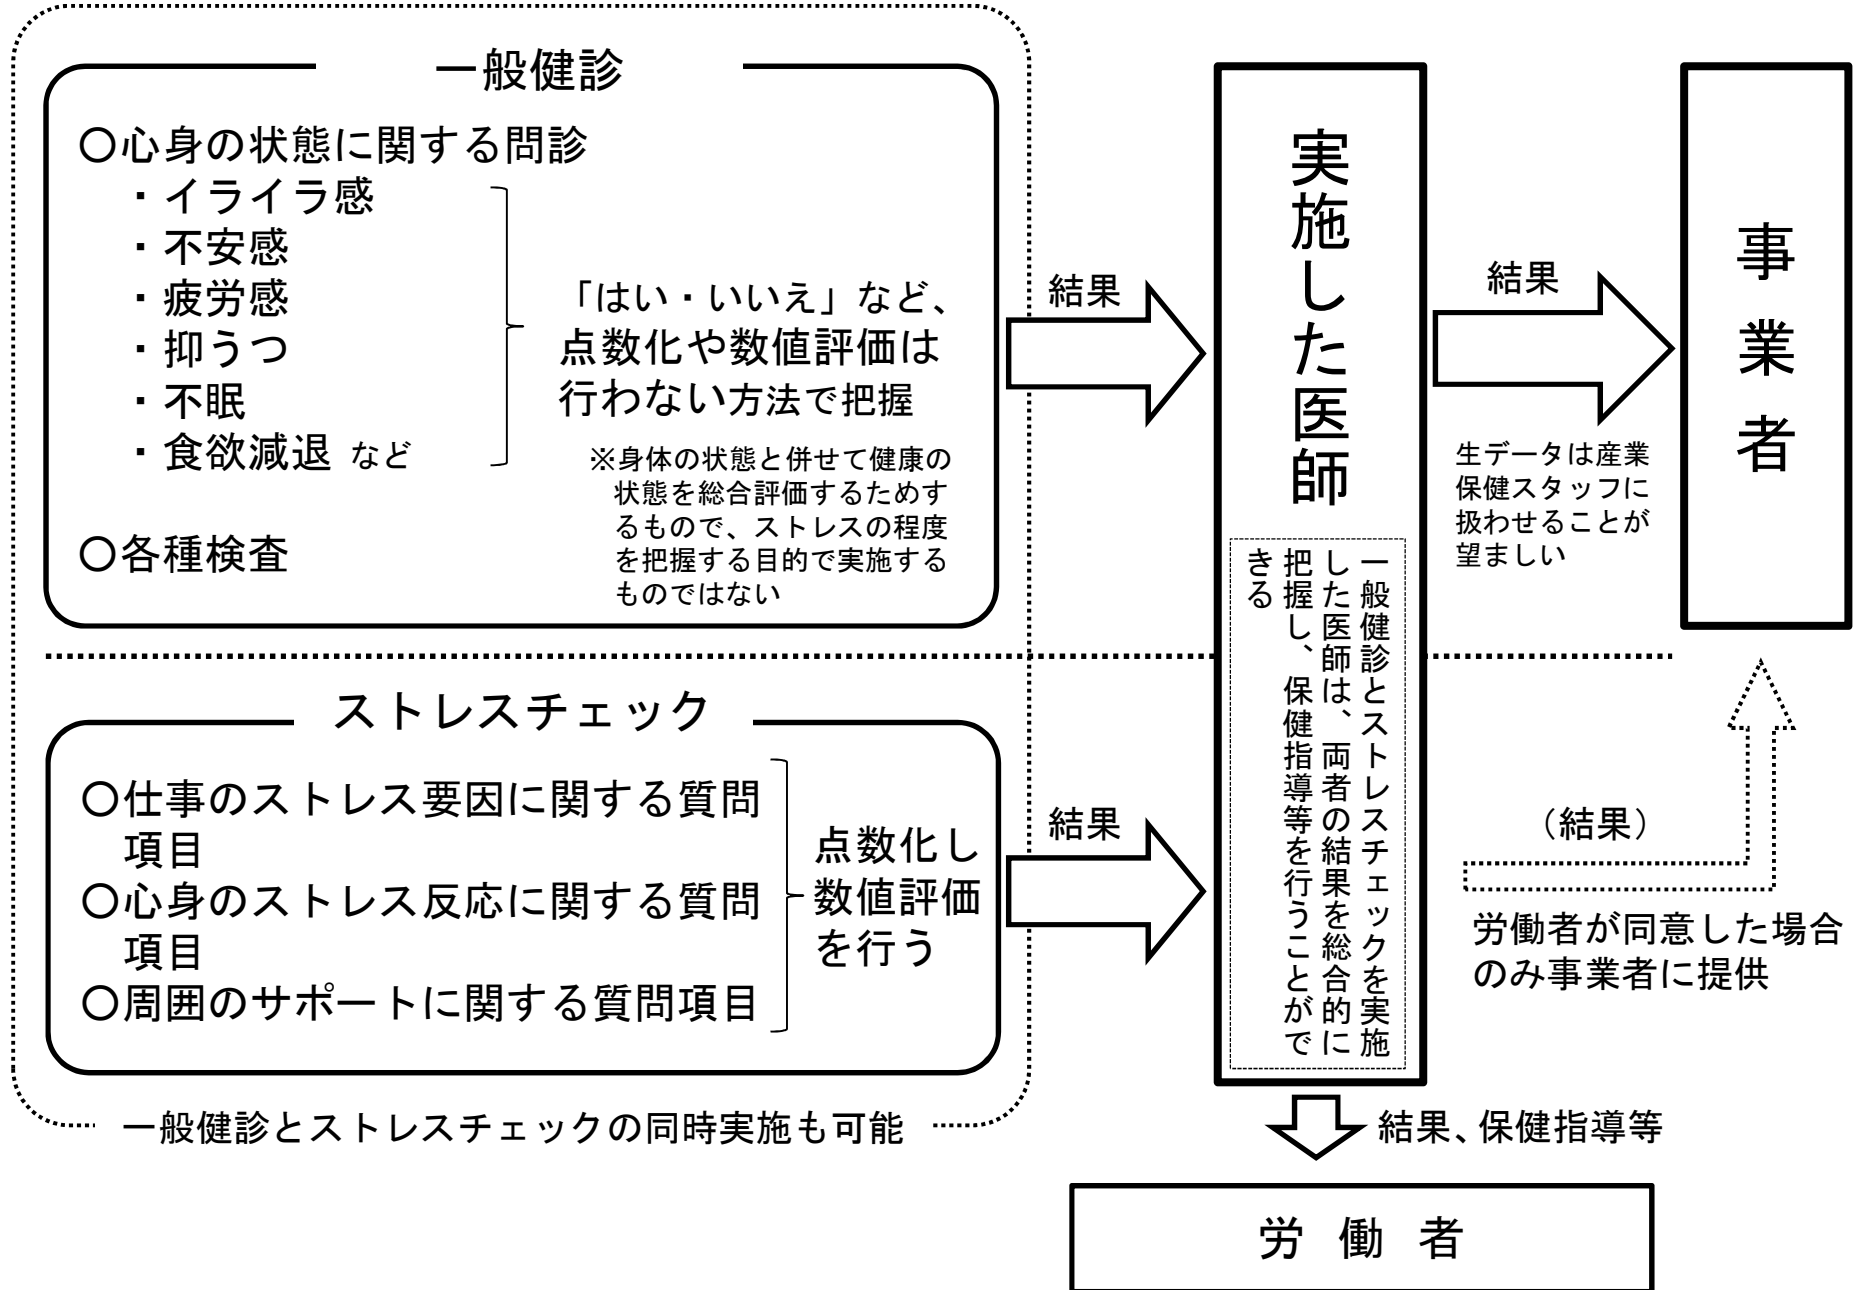 一般健診
〇心身の状態に関する問診
・イライラ感
・不安感
・疲労感
・抑うつ
・不眠
・食欲減退 など
「はい・いいえ」など、
点数化や数値評価は
行わない方法で把握
※身体の状態と併せて健康の
状態を総合評価するためす
るもので、ストレスの程度
を把握する目的で実施する
ものではない
〇各種検査
結果
実施した医師
一般健診とストレスチェックを実施
した医師は、両者の結果を総合的に
把握し、保健指導等を行うことがで
きる
結果
生データは産業
保健スタッフに
扱わせることが
望ましい
事業者
ストレスチェック
〇仕事のストレス要因に関する質問
項目
〇心身のストレス反応に関する質問
項目
〇周囲のサポートに関する質問項目
点数化し
数値評価
を行う
結果
（結果）
労働者が同意した場合
のみ事業者に提供
一般健診とストレスチェックの同時実施も可能
結果、保健指導等
労働者